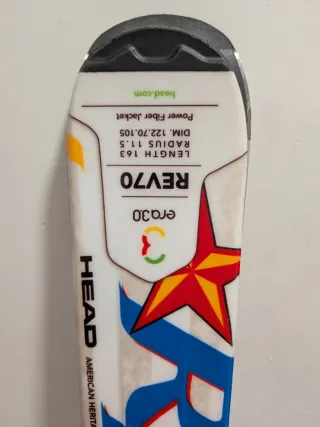 era3.0
REV70
LENGTH 163
RADIUS 11.5
DIM. 122.70.105
Power Fiber Jacket
head.com
HEAD
AMERICAN HERITA
R